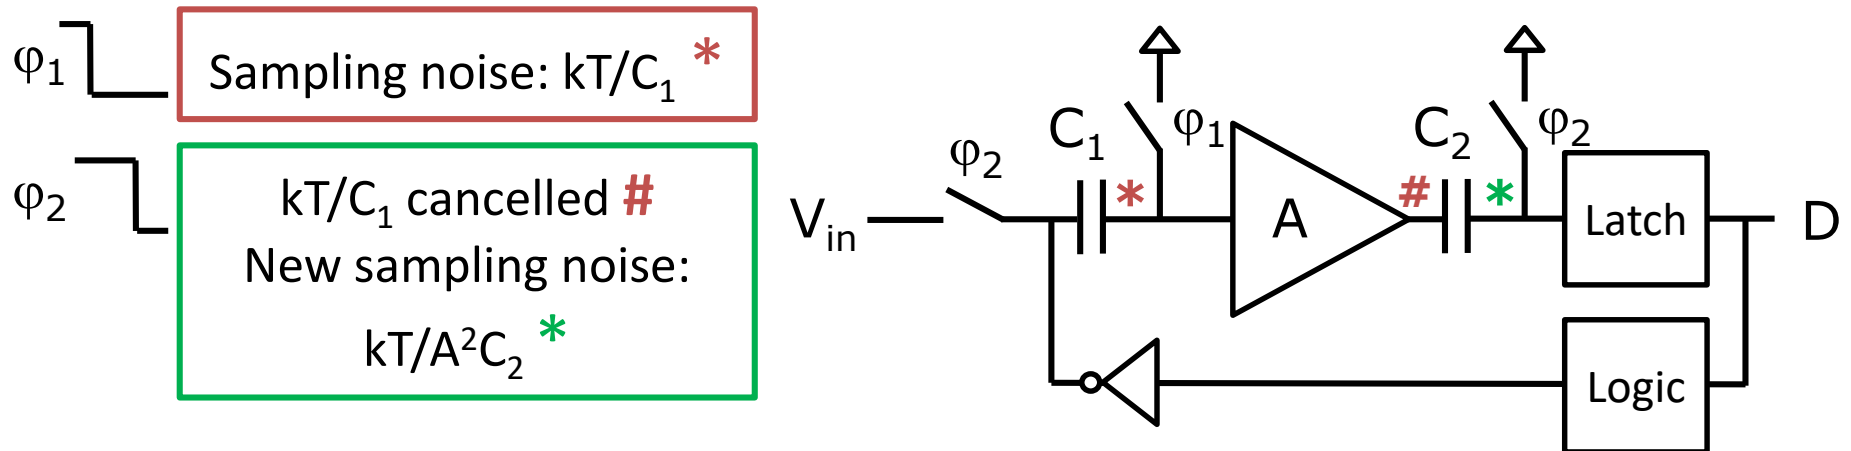 φ₁
Sampling noise: kT/C₁ *
φ₂
kT/C₁ cancelled #
New sampling noise:
kT/A²C₂ *
φ₂
C₁
φ₁
C₂
φ₂
* # *
V_in
A
Latch
D
Logic